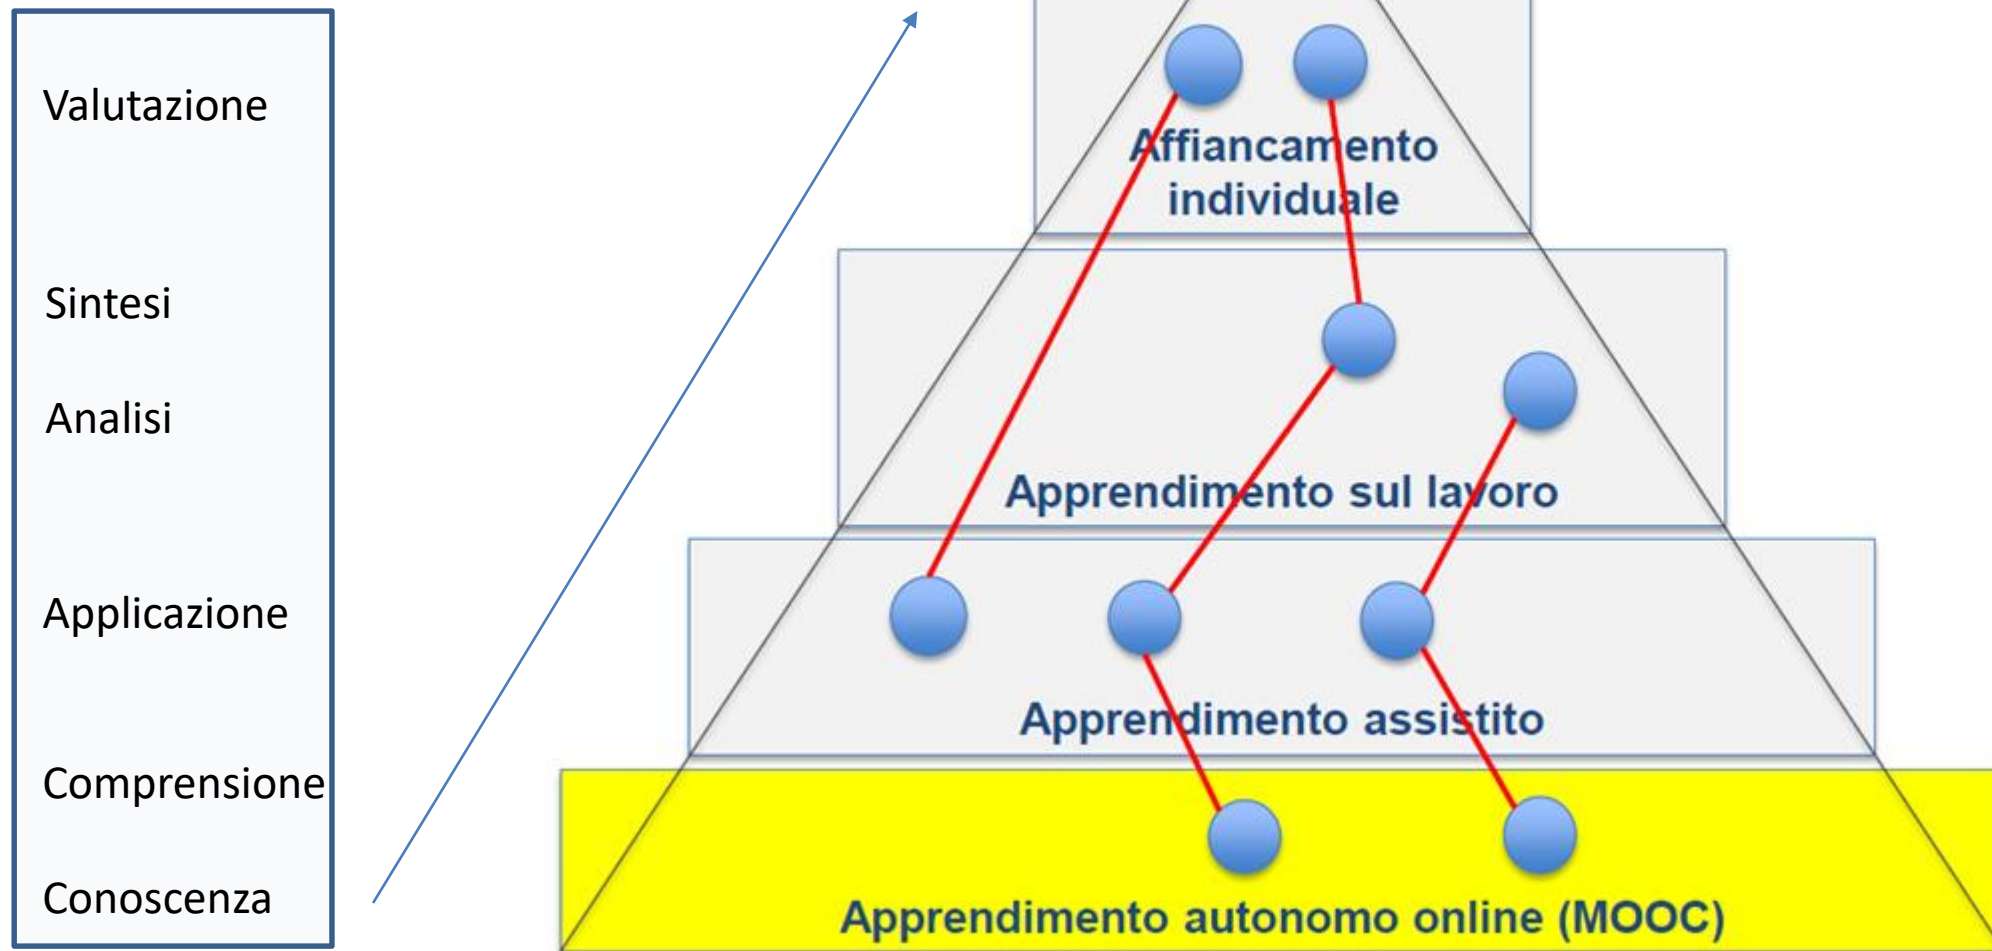 Valutazione
Sintesi
Analisi
Applicazione
Comprensione
Conoscenza
Affiancamento
individuale
Apprendimento sul lavoro
Apprendimento assistito
Apprendimento autonomo online (MOOC)